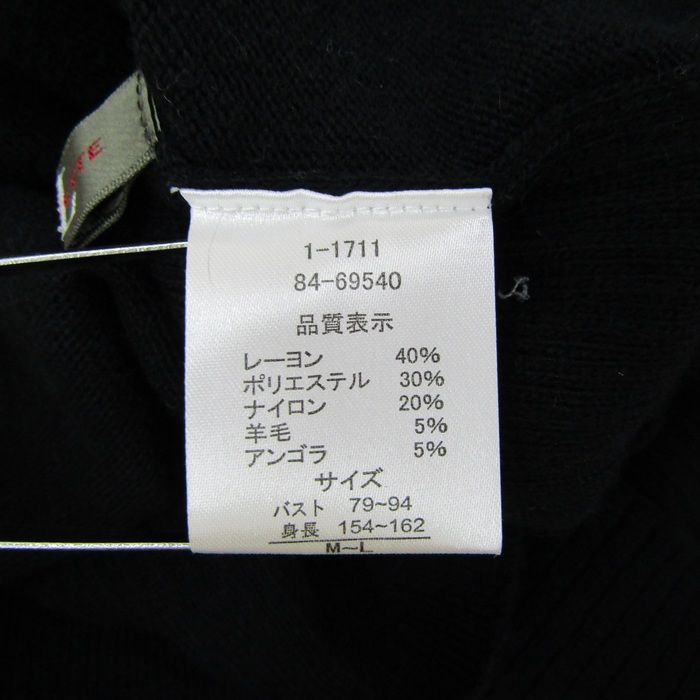 1-1711
84-69540
品質表示
レーヨン 40%
ポリエステル 30%
ナイロン 20%
羊毛 5%
アンゴラ 5%
サイズ
バスト 79~94
身長 154~162
M~L